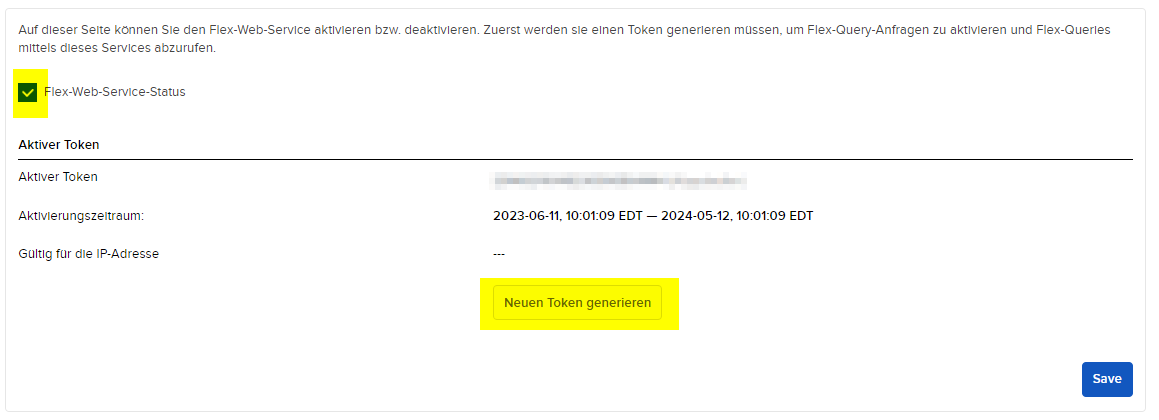 Auf dieser Seite können Sie den Flex-Web-Service aktivieren bzw. deaktivieren. Zuerst werden sie einen Token generieren müssen, um Flex-Query-Anfragen zu aktivieren und Flex-Queries
mittels dieses Services abzurufen.
Flex-Web-Service-Status
Aktiver Token
Aktiver Token
Aktivierungszeitraum: 2023-06-11, 10:01:09 EDT — 2024-05-12, 10:01:09 EDT
Gültig für die IP-Adresse ---
Neuen Token generieren
Save